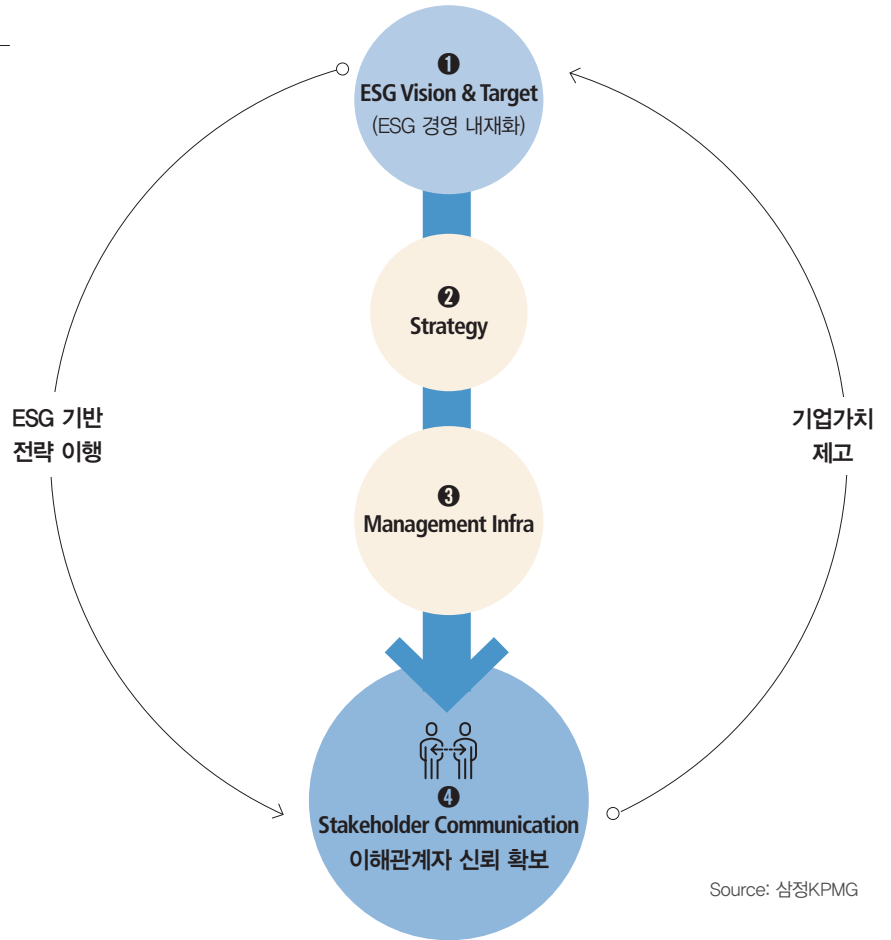 ❶
ESG Vision & Target
(ESG 경영 내재화)
❷
Strategy
ESG 기반
전략 이행
기업가치
제고
❸
Management Infra
❹
Stakeholder Communication
이해관계자 신뢰 확보
Source: 삼정KPMG